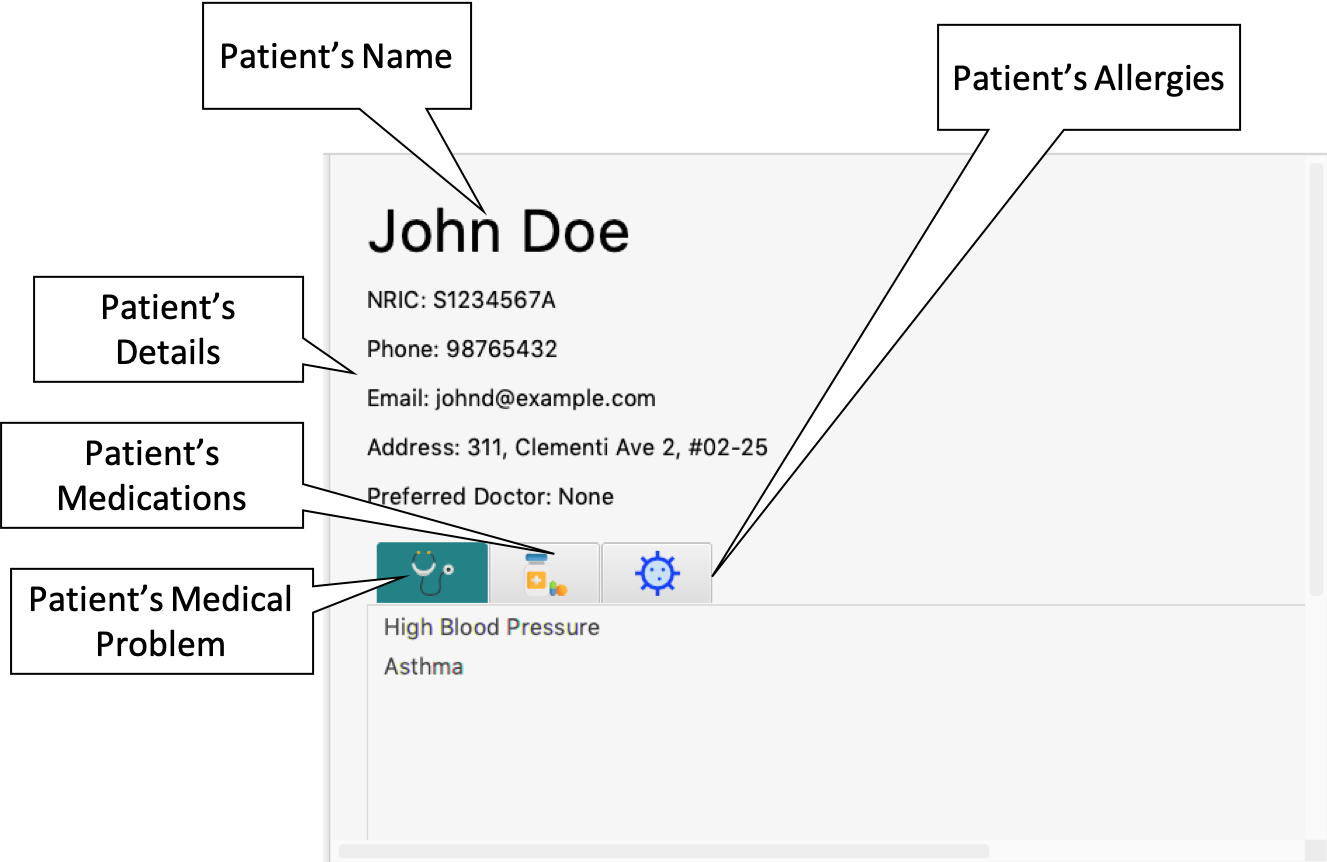 Patient's Name
Patient's Allergies
John Doe
NRIC: S1234567A
Patient's
Details
Phone: 98765432
Email: johnd@example.com
Address: 311, Clementi Ave 2, #02-25
Patient's
Medications
Preferred Doctor: None
Patient's Medical
Problem
High Blood Pressure
Asthma